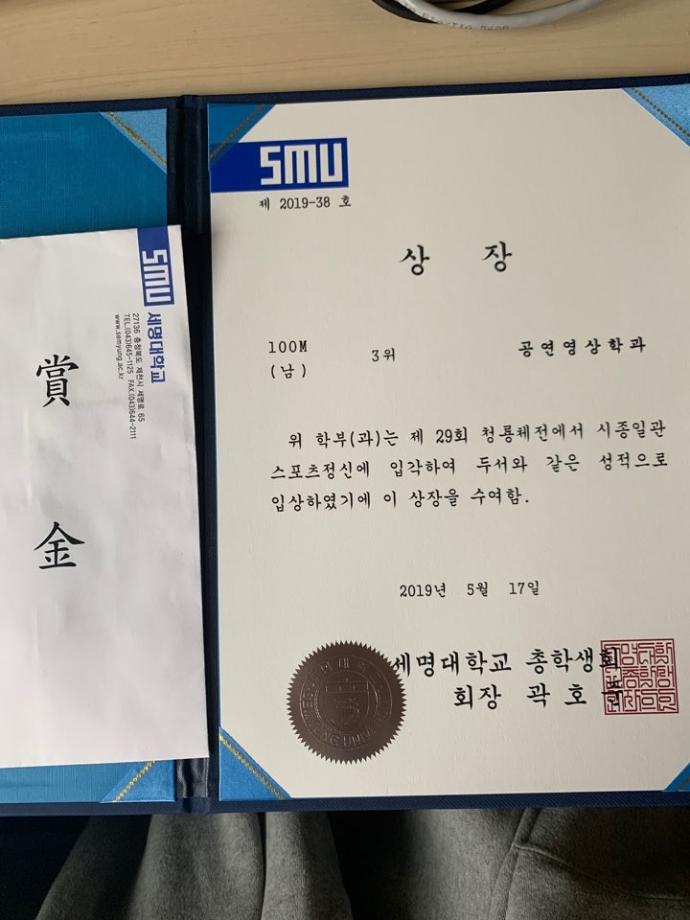 SMU
제 2019-38 호
상 장
100M
(남)
3위
공연영상학과
위 학부(과)는 제 29회 청룡체전에서 시종일관
스포츠정신에 입각하여 두서와 같은 성적으로
입상하였기에 이 상장을 수여함.
2019년 5월 17일
세명대학교 총학생회
회장 곽호
SMU 세명대학교
27136 충청북도 제천시 세명로 65
TEL.(043)645-1125 FAX.(043)644-2111
www.semyung.ac.kr
賞金